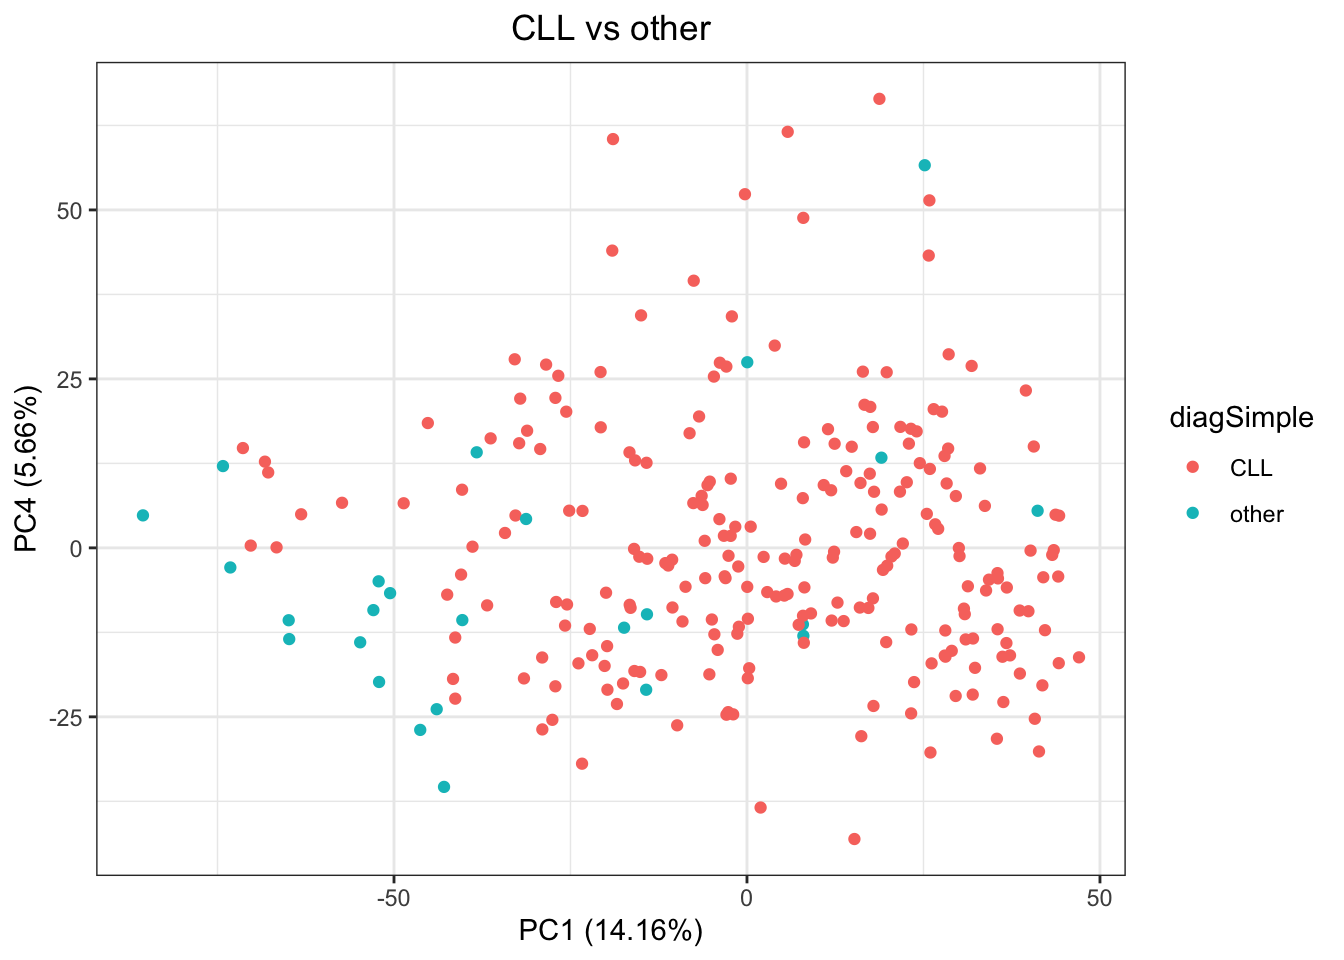 CLL vs other
50
25
0
-25
-50
0
50
PC1 (14.16%)
PC4 (5.66%)
diagSimple
CLL
other